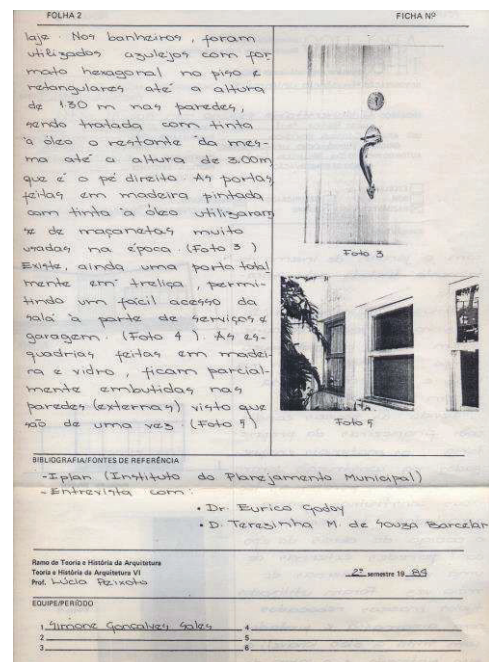 FOLHA 2
FICHA Nº
laje. Nos banheiros, foram
utilizados azulejos com for
mato hexagonal no piso e
retangulares até a altura
de 1.30 m nas paredes,
sendo tratada com tinta
à óleo o restante da mes-
ma até a altura de 3.00m
que é o pé direito. As portas
feitas em madeira pintada
com tinta à óleo utilizaram
se de maçanetas muito
usadas na época. (Foto 3)
Existe, ainda uma porta total
mente em treliça, permi-
tindo um fácil acesso da
sala à parte de serviços e
garagem. (Foto 4). As es-
quadrias feitas em madei-
ra e vidro, ficam parcial-
mente embutidas nas
paredes (externas) visto que
são de uma vez (Foto 5)
Foto 3
Foto 5
BIBLIOGRAFIA/FONTES DE REFERÊNCIA
- Iplan (Instituto do Planejamento Municipal)
- Entrevista com:
• Dr. Eurico Godoy
• D. Terezinha M. de Souza Barcelar
Ramo de Teoria e História da Arquitetura
Teoria e História da Arquitetura VI
Prof. Lúcio Peixoto
2º semestre 19 84
EQUIPE/PERÍODO
1 Simone Gonsalves Sales
2
3
4
5
6